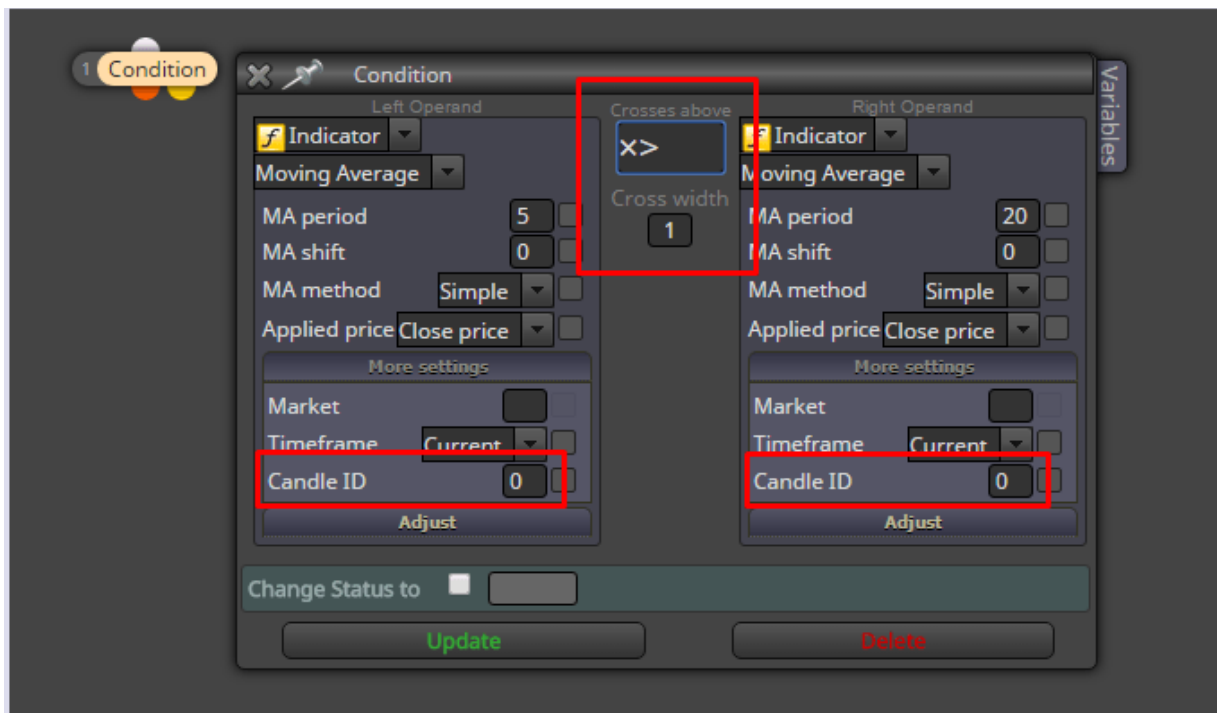 1 Condition
Condition
Variables
Left Operand
f Indicator
Moving Average
MA period 5
MA shift 0
MA method Simple
Applied price Close price
More settings
Market
Timeframe Current
Candle ID 0
Adjust
Crosses above
×>
Cross width
1
Right Operand
f Indicator
Moving Average
MA period 20
MA shift 0
MA method Simple
Applied price Close price
More settings
Market
Timeframe Current
Candle ID 0
Adjust
Change Status to
Update
Delete